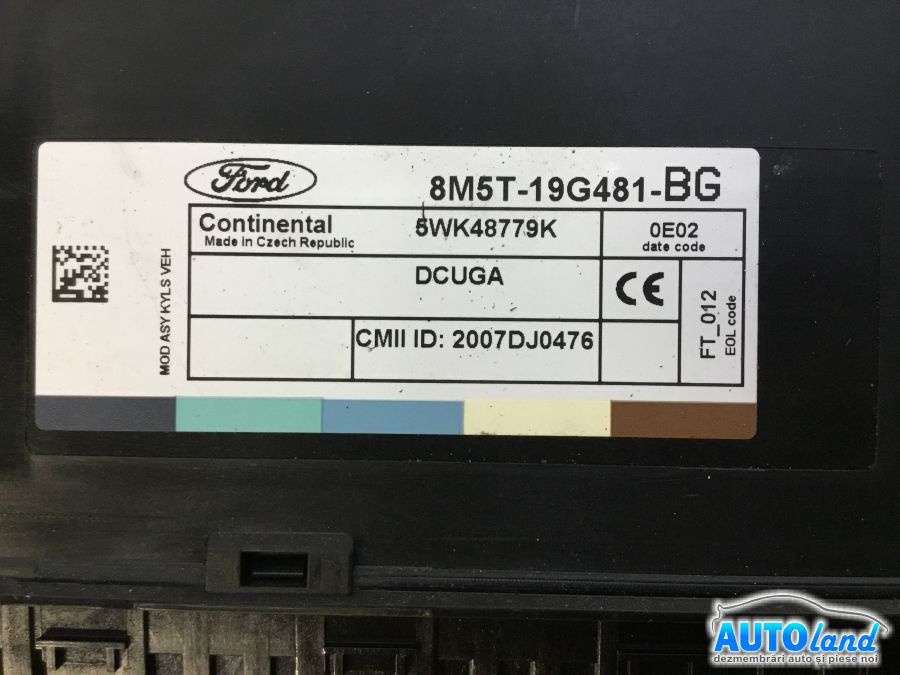 Ford
8M5T-19G481-BG
Continental 5WK48779K
Made in Czech Republic
0E02
date code
DCUGA
CE
CMII ID: 2007DJ0476
FT_012
EOL code
MOD ASY KYLS VEH
AUTOland
dezmembrări auto și piese noi